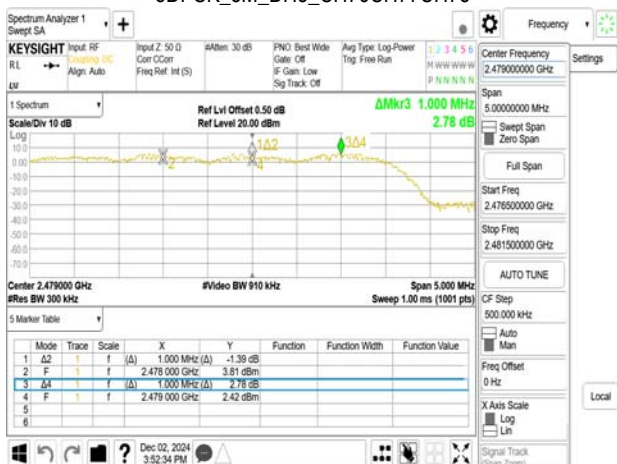 Spectrum Analyzer 1
Swept SA
+
Frequency
KEYSIGHT
Input: RF
Coupling: DC
Align: Auto
Input Z: 50 Ω
Corr CCorr
Freq Ref: Int (S)
#Atten: 30 dB
PNO: Best Wide
Gate: Off
IF Gain: Low
Sig Track: Off
Avg Type: Log-Power
Trig: Free Run
1 2 3 4 5 6
M W W W W W
P N N N N N
RL
LW
Center Frequency
2.479000000 GHz
Settings
Span
5.00000000 MHz
Swept Span
Zero Span
Full Span
Start Freq
2.476500000 GHz
Stop Freq
2.481500000 GHz
AUTO TUNE
CF Step
500.000 kHz
Auto
Man
Freq Offset
0 Hz
X Axis Scale
Log
Lin
Signal Track
Local
1 Spectrum
Scale/Div 10 dB
Ref Lvl Offset 0.50 dB
Ref Level 20.00 dBm
ΔMkr3 1.000 MHz
2.78 dB
Log
10.0
0.00
-10.0
-20.0
-30.0
-40.0
-50.0
-60.0
-70.0
1Δ2
3Δ4
2
4
Center 2.479000 GHz
#Res BW 300 kHz
#Video BW 910 kHz
Span 5.000 MHz
Sweep 1.00 ms (1001 pts)
5 Marker Table
Mode Trace Scale X Y Function Function Width Function Value
1 Δ2 1 f (Δ) 1.000 MHz (Δ) -1.39 dB
2 F 1 f 2.478 000 GHz 3.81 dBm
3 Δ4 1 f (Δ) 1.000 MHz (Δ) 2.78 dB
4 F 1 f 2.479 000 GHz 2.42 dBm
5
6
?
Dec 02, 2024
3:52:34 PM